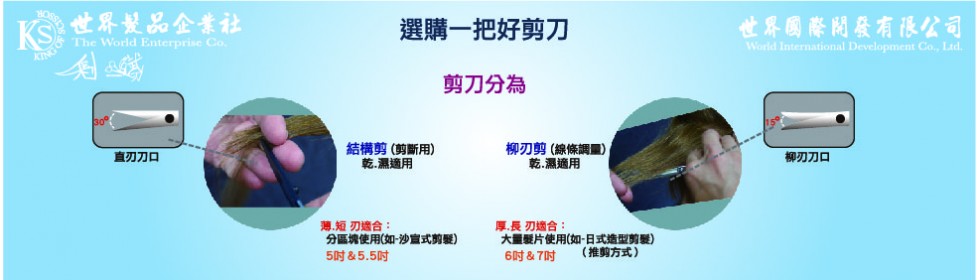 世界髮品企業社
The World Enterprise Co.
選購一把好剪刀
世界國際開發有限公司
World International Development Co., Ltd.
剪刀分為
30°
直刃刀口
結構剪 (剪斷用)
乾.濕適用
柳刃剪 (線條調量)
乾.濕適用
15°
柳刃刀口
薄.短 刃適合：
分區塊使用(如-沙宣式剪髮)
5吋&5.5吋
厚.長 刃適合：
大量髮片使用(如-日式造型剪髮)
(推剪方式)
6吋&7吋